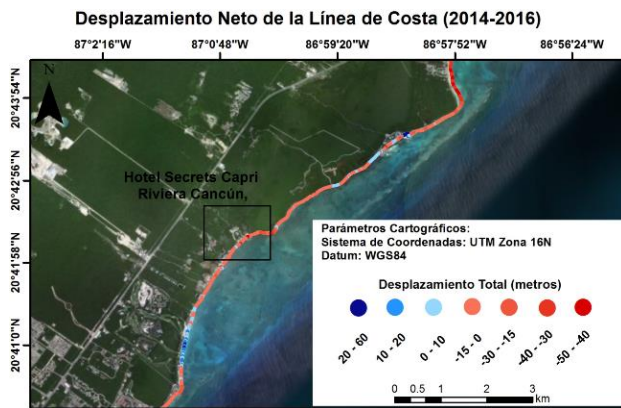 Desplazamiento Neto de la Línea de Costa (2014-2016)
87°2'16"W 87°0'48"W 86°59'20"W 86°57'52"W 86°56'24"W
N
20°43'54"N
20°42'56"N
20°41'58"N
20°41'0"N
Hotel Secrets Capri
Riviera Cancún,
Parámetros Cartográficos:
Sistema de Coordenadas: UTM Zona 16N
Datum: WGS84
Desplazamiento Total (metros)
20 - 60
10 - 20
0 - 10
-15 - 0
-30 - -15
-40 - -30
-50 - -40
0 0.5 1 2 3
km